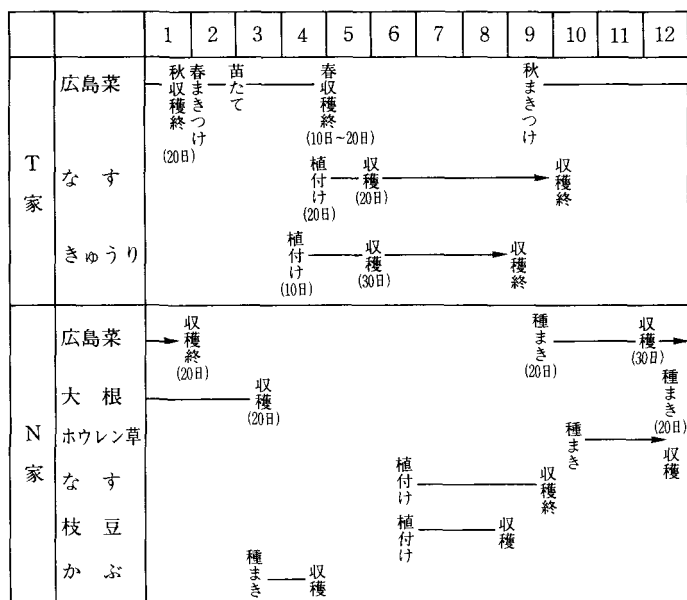 1 2 3 4 5 6 7 8 9 10 11 12
T家
広島菜
秋収穫終
(20日)
春まきつけ
苗たて
春収穫終
(10日~20日)
秋まきつけ
なす
植付け
(20日)
収穫
(20日)
収穫終
きゅうり
植付け
(10日)
収穫
(30日)
収穫終
N家
広島菜
収穫終
(20日)
種まき
(20日)
収穫
(30日)
大根
収穫
(20日)
種まき
(20日)
ホウレン草
種まき
収穫
なす
植付け
収穫終
枝豆
植付け
収穫
かぶ
種まき
収穫